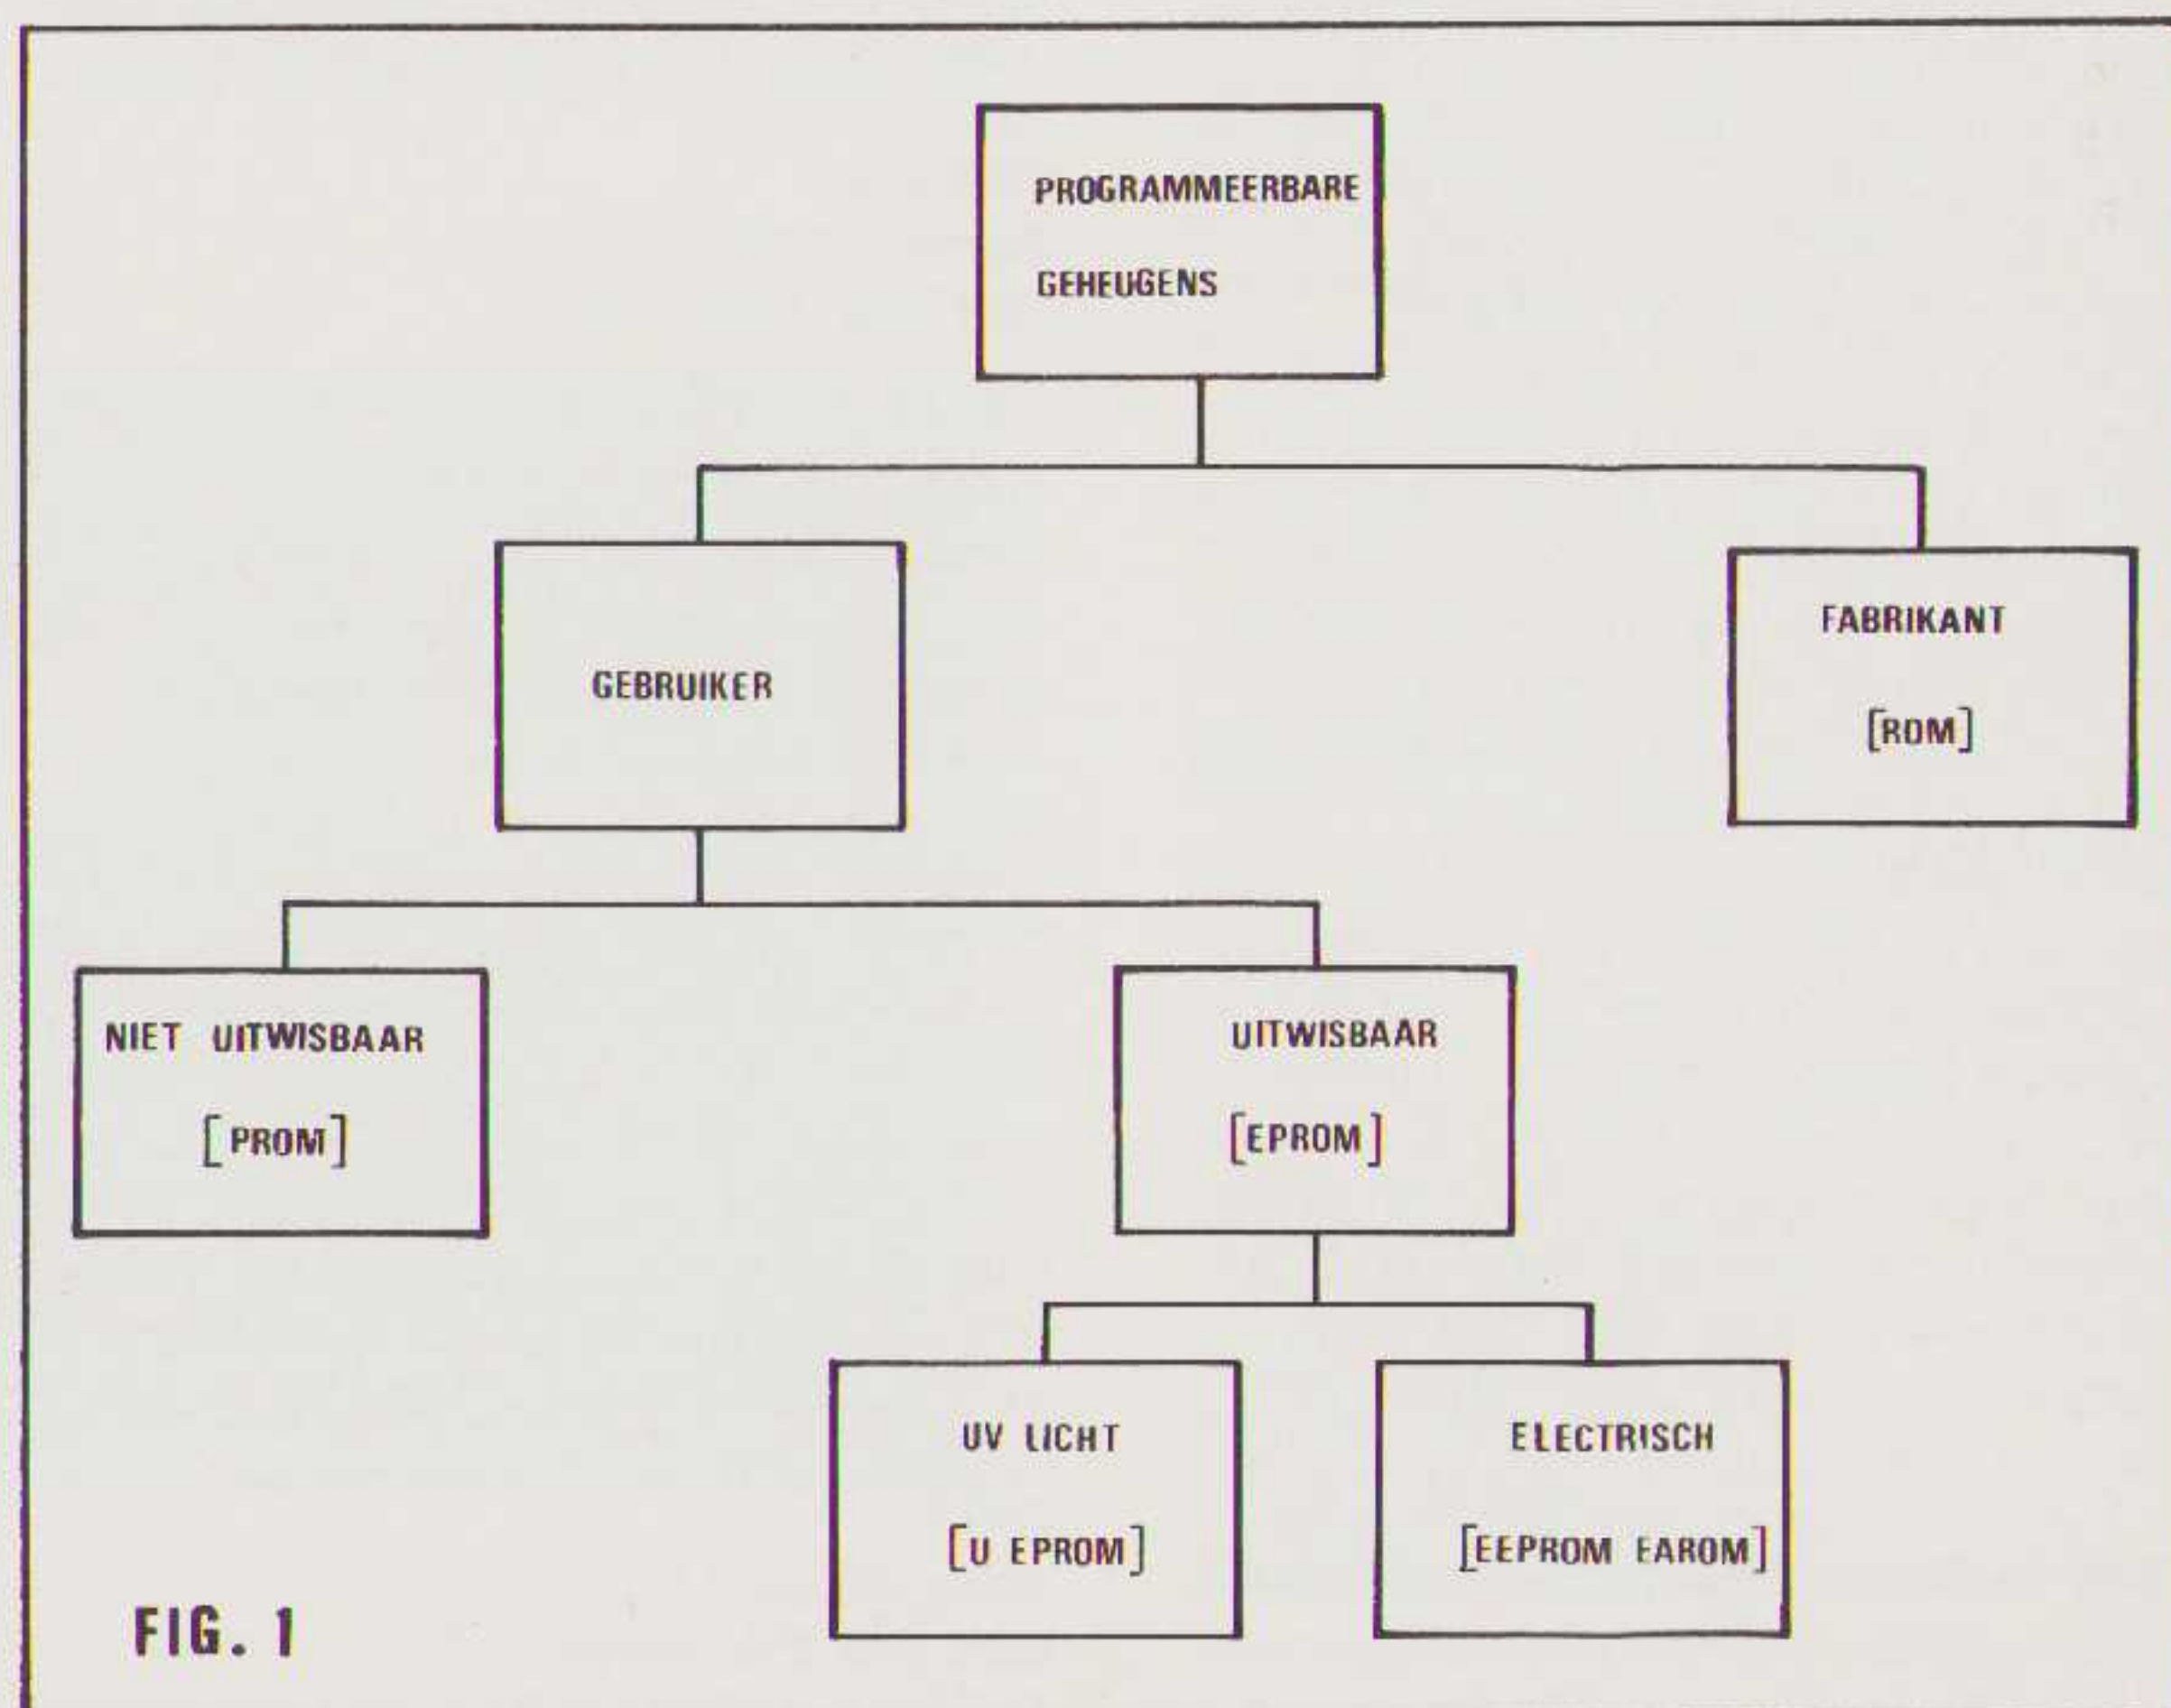 PROGRAMMEERBARE
GEHEUGENS
GEBRUIKER
FABRIKANT
[ROM]
NIET UITWISBAAR
[PROM]
UITWISBAAR
[EPROM]
UV LICHT
[U EPROM]
ELECTRISCH
[EEPROM EAROM]
FIG. 1